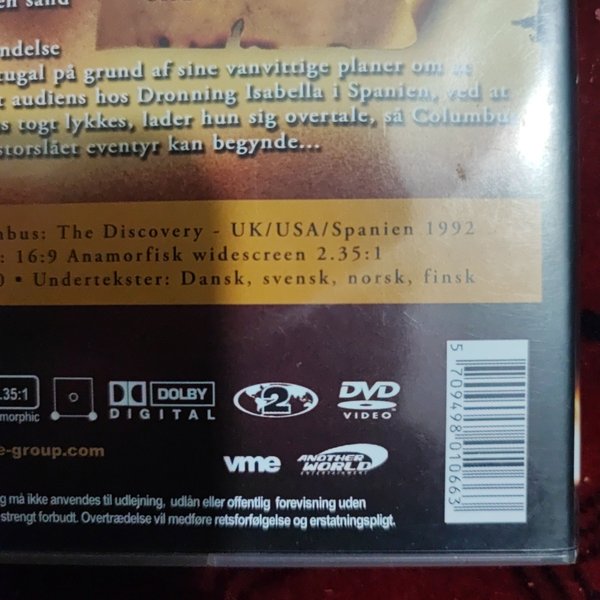 en sand
ndelse
tugal på grund af sine vanvittige planer om
t audiens hos Dronning Isabella i Spanien, ved at
s togt lykkes, lader hun sig overtale, så Columbu
storslået eventyr kan begynde...
nbus: The Discovery - UK/USA/Spanien 1992
: 16:9 Anamorfisk widescreen 2.35:1
0 • Undertekster: Dansk, svensk, norsk, finsk
.35:1
morphic
DOLBY
DIGITAL
2
DVD
VIDEO
e-group.com
vme
ANOTHER WORLD
ENTERTAINMENT
5 709498 010663
g må ikke anvendes til udlejning, udlån eller offentlig forevisning uden
strengt forbudt. Overtrædelse vil medføre retsforfølgelse og erstatningspligt.